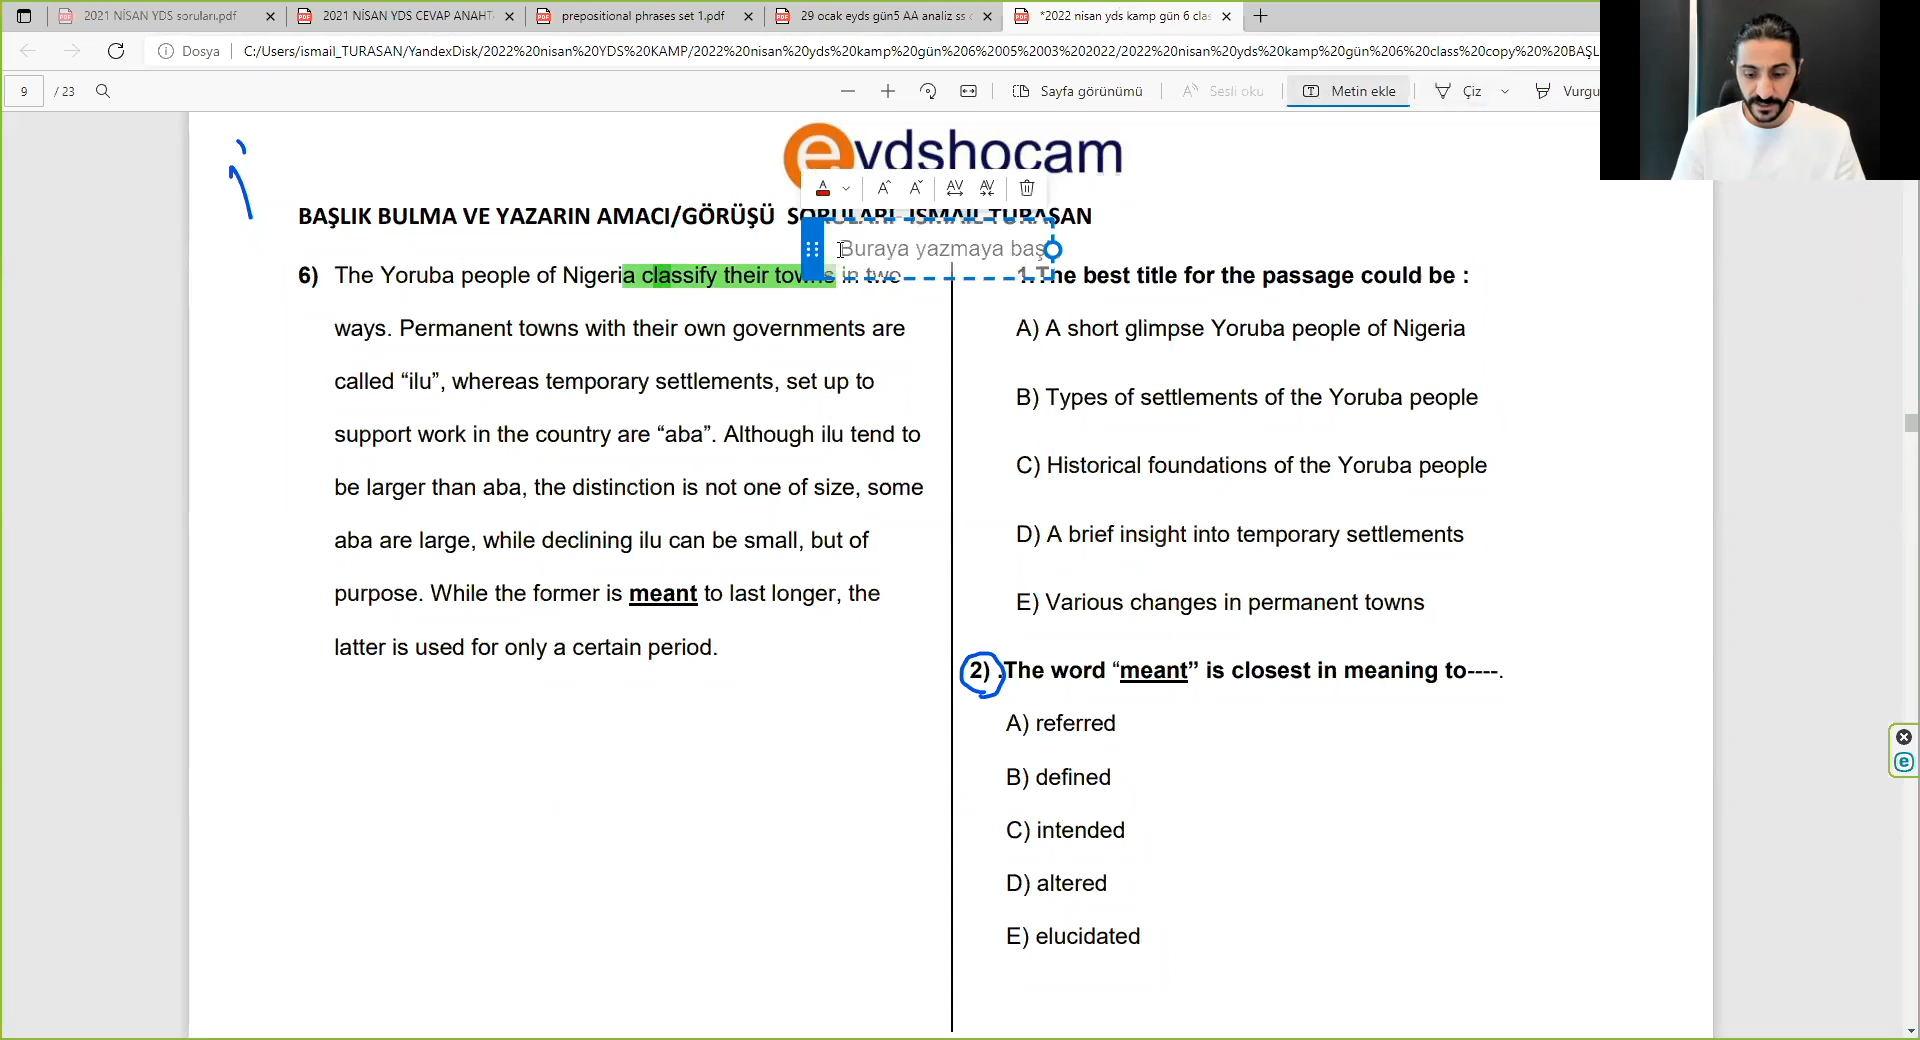 2021 NİSAN YDS soruları.pdf
2021 NİSAN YDS CEVAP ANAHT
prepositional phrases set 1.pdf
29 ocak eyds gün5 AA analiz ss
*2022 nisan yds kamp gün 6 clas
Dosya
C:/Users/ismail_TURASAN/YandexDisk/2022%20nisan%20YDS%20KAMP/2022%20nisan%20yds%20kamp%20gün%206%2005%2003%202022/2022%20nisan%20yds%20kamp%20gün%206%20class%20copy%20%20BAŞL
9 / 23
Sayfa görünümü
Sesli oku
Metin ekle
Çiz
Vurgu
eydshocam
BAŞLIK BULMA VE YAZARIN AMACI/GÖRÜŞÜ SORULARI- ISMAIL TURASAN
Buraya yazmaya baş
6) The Yoruba people of Nigeria classify their towns in two
ways. Permanent towns with their own governments are
called “ilu”, whereas temporary settlements, set up to
support work in the country are “aba”. Although ilu tend to
be larger than aba, the distinction is not one of size, some
aba are large, while declining ilu can be small, but of
purpose. While the former is meant to last longer, the
latter is used for only a certain period.
1.The best title for the passage could be :
A) A short glimpse Yoruba people of Nigeria
B) Types of settlements of the Yoruba people
C) Historical foundations of the Yoruba people
D) A brief insight into temporary settlements
E) Various changes in permanent towns
2) .The word “meant” is closest in meaning to----.
A) referred
B) defined
C) intended
D) altered
E) elucidated